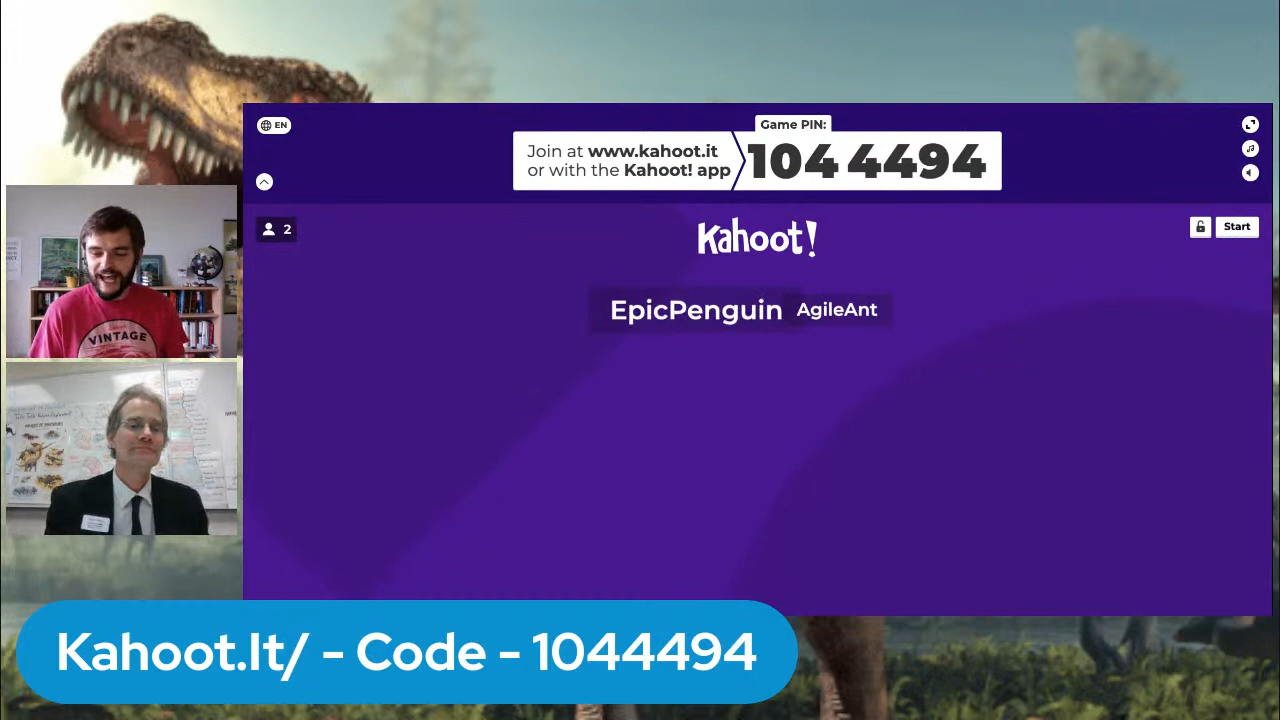 EN
Game PIN:
Join at www.kahoot.it
or with the Kahoot! app
104 4494
2
Kahoot!
Start
EpicPenguin
AgileAnt
VINTAGE
Kahoot.It/ - Code - 1044494